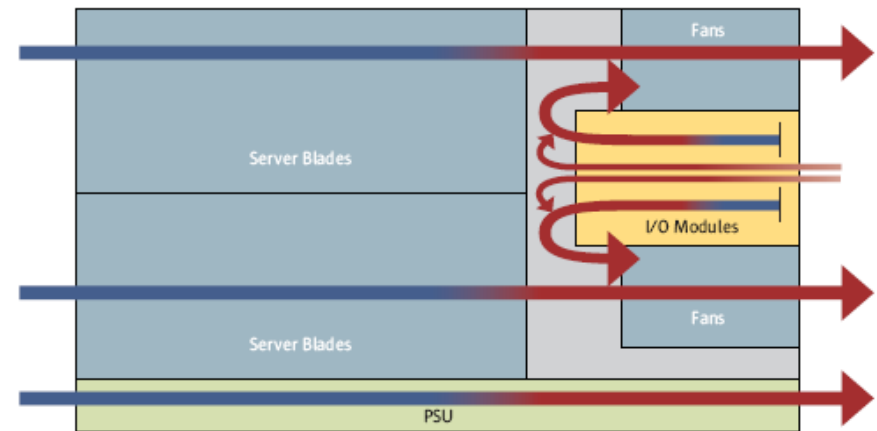 Fans
Server Blades
I/O Modules
Fans
Server Blades
PSU